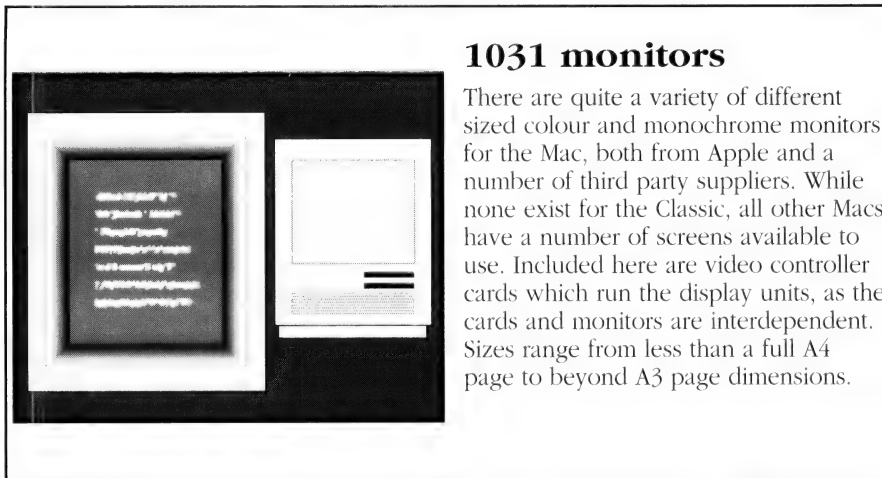 1031 monitors
There are quite a variety of different
sized colour and monochrome monitors
for the Mac, both from Apple and a
number of third party suppliers. While
none exist for the Classic, all other Macs
have a number of screens available to
use. Included here are video controller
cards which run the display units, as the
cards and monitors are interdependent.
Sizes range from less than a full A4
page to beyond A3 page dimensions.